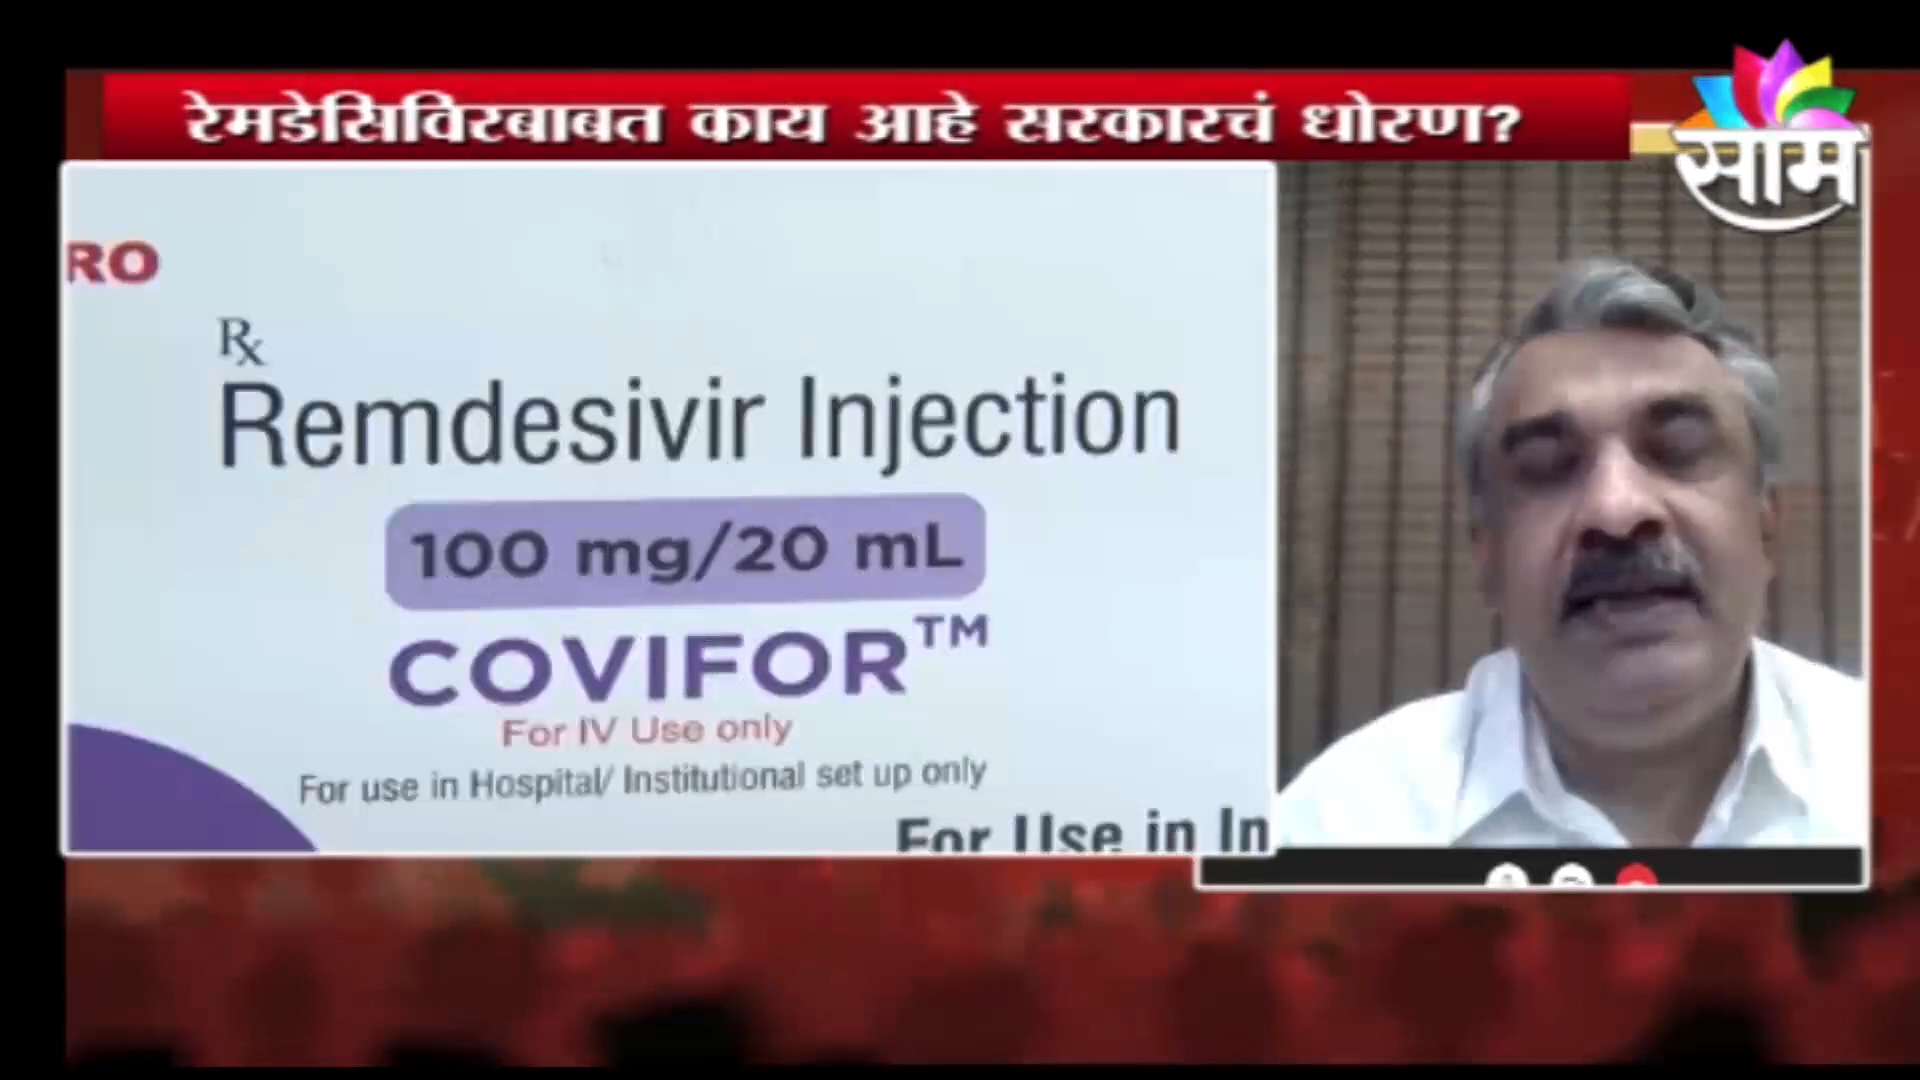 रेमडेसिविरबाबत काय आहे सरकारचं धोरण?
साम
RO
Rx
Remdesivir Injection
100 mg/20 mL
COVIFOR™
For IV Use only
For use in Hospital/ Institutional set up only
For Use in In